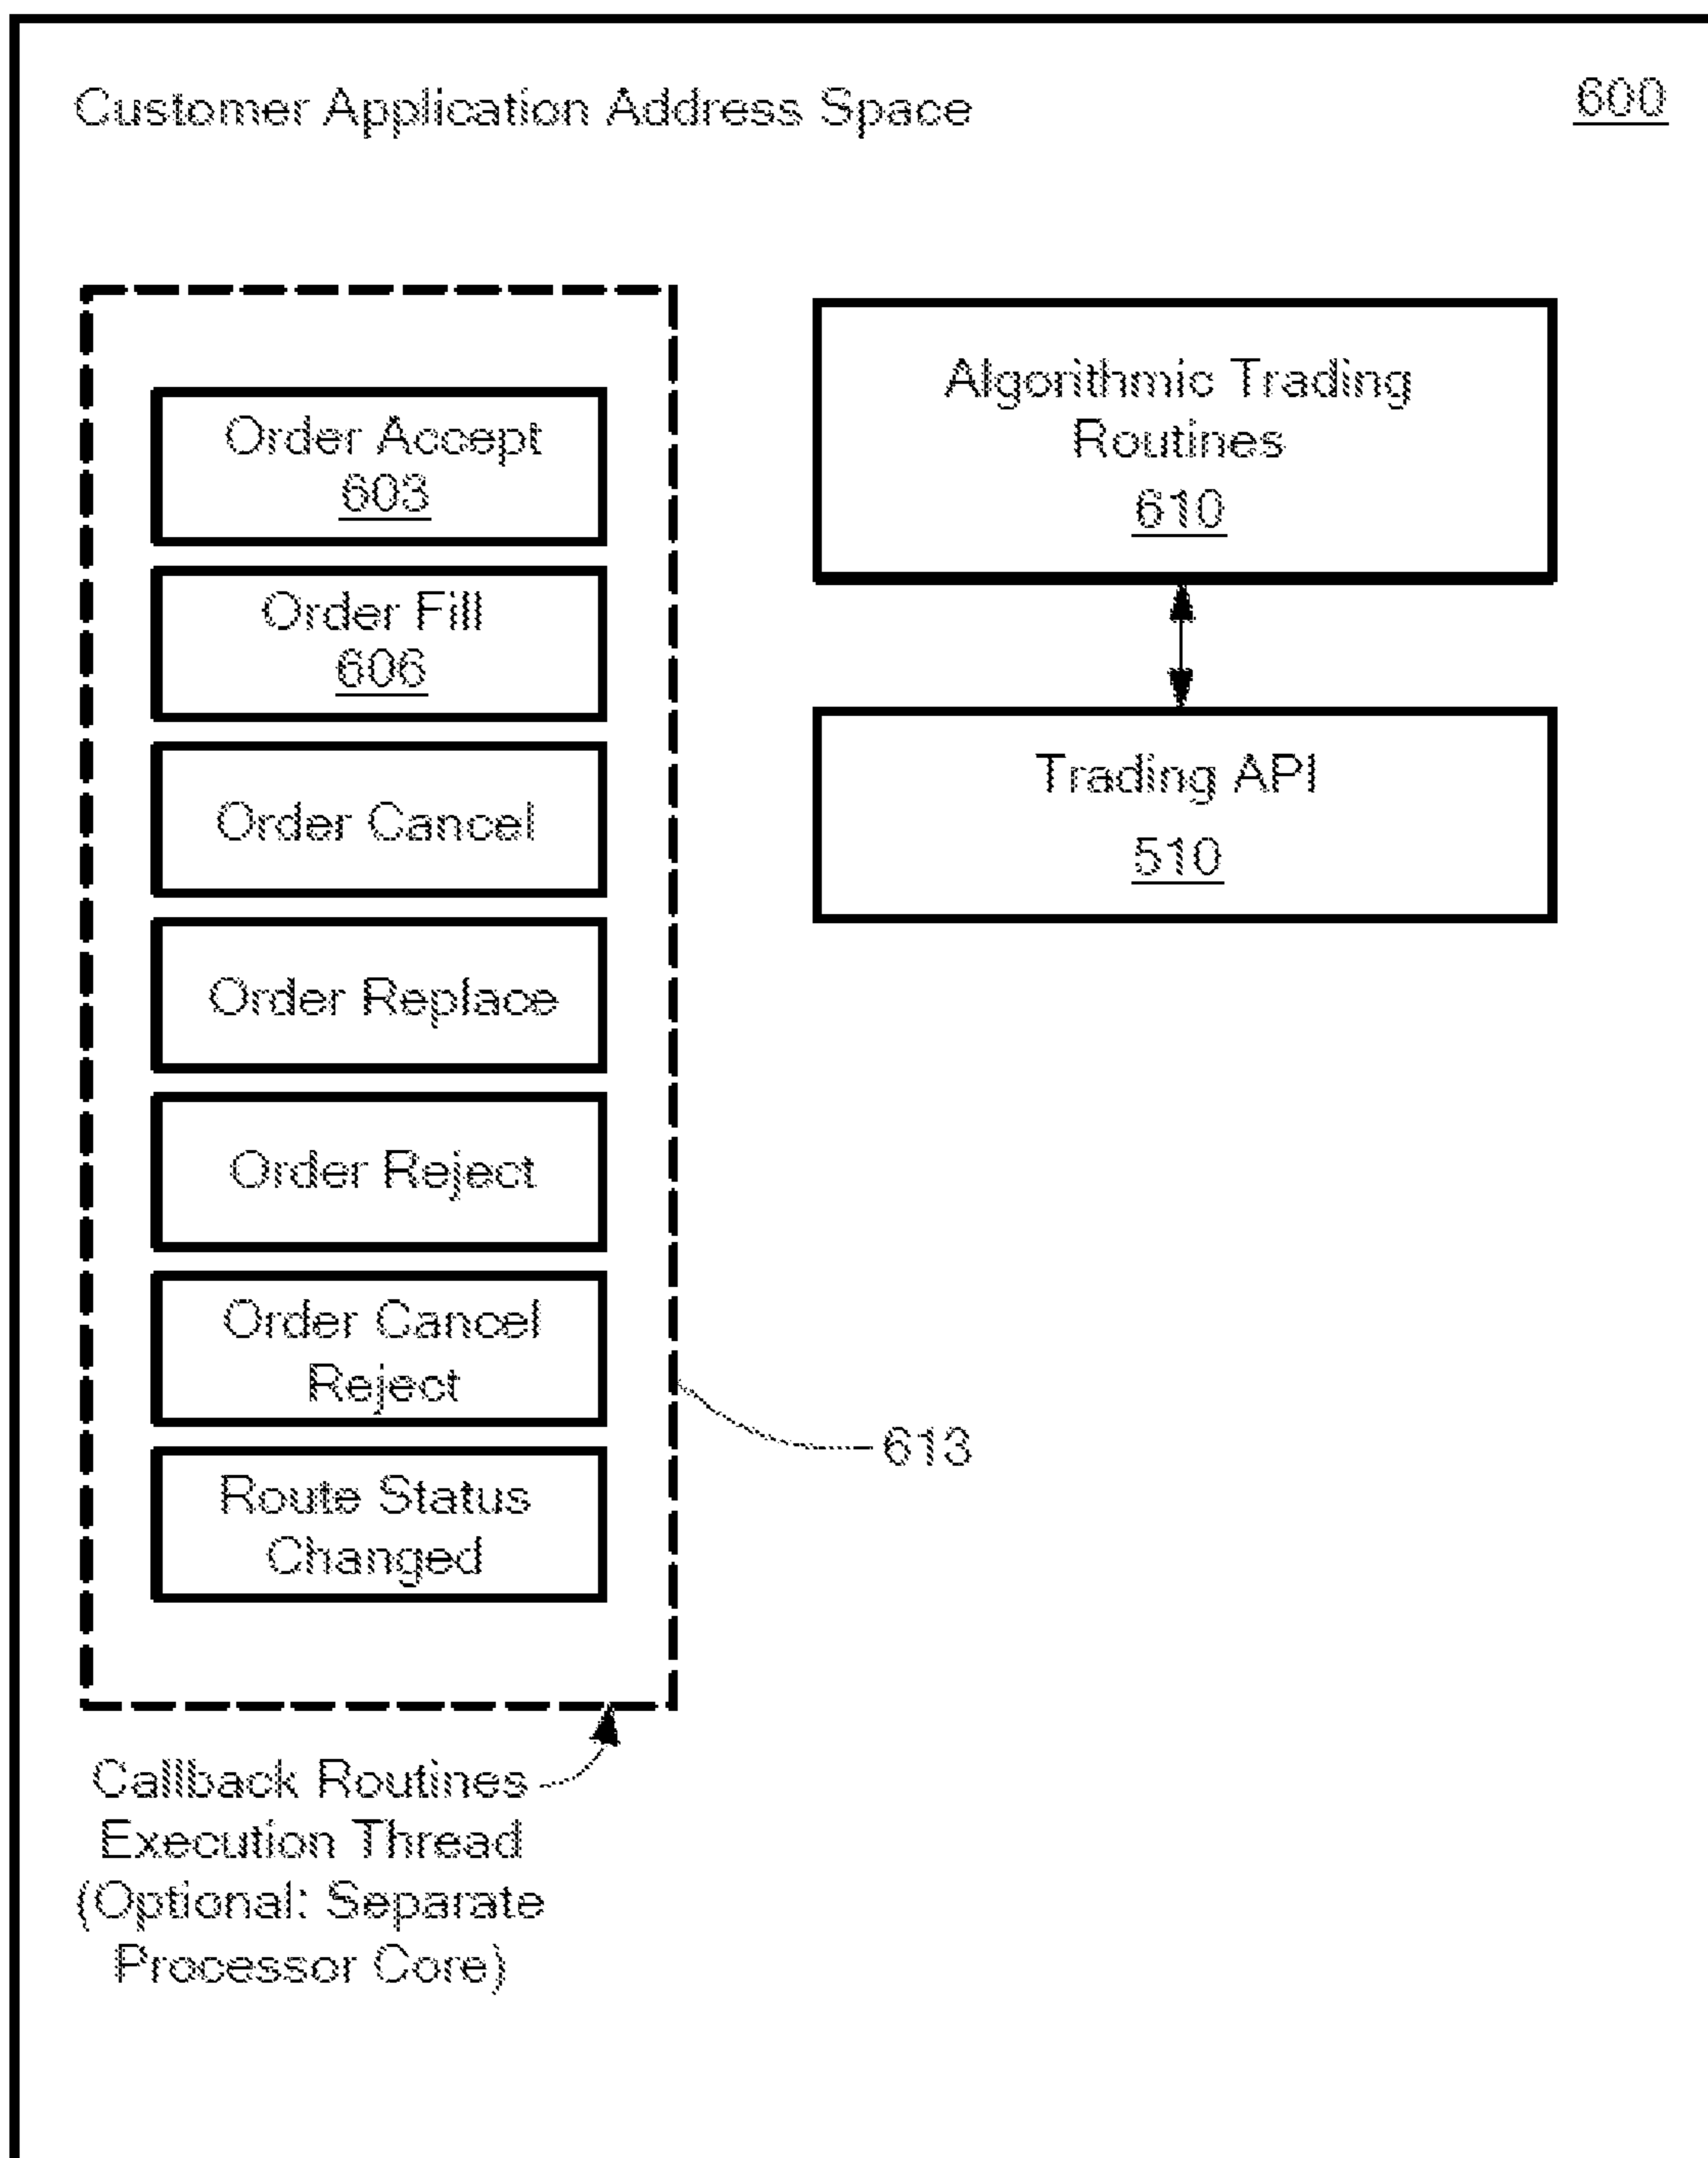 Customer Application Address Space
600
Order Accept
603
Order Fill
606
Order Cancel
Order Replace
Order Reject
Order Cancel
Reject
Route Status
Changed
Algorithmic Trading
Routines
610
Trading API
510
613
Callback Routines
Execution Thread
(Optional: Separate
Processor Core)